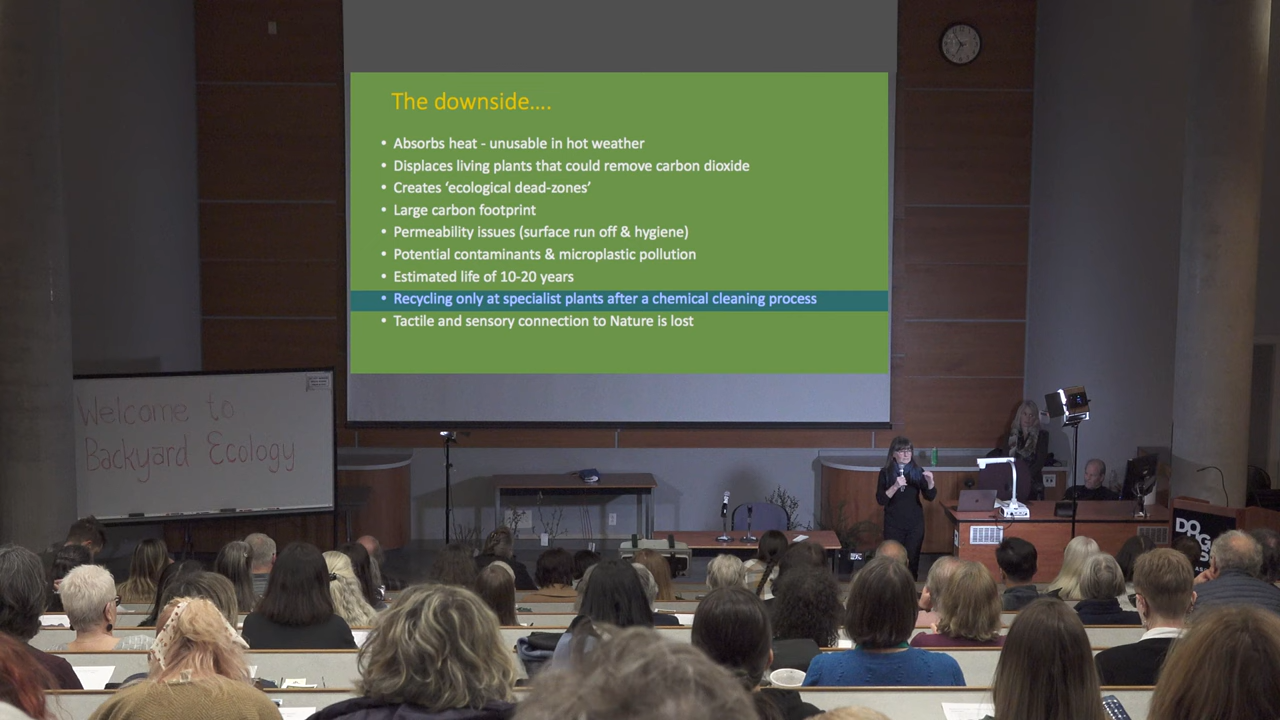 The downside....
• Absorbs heat - unusable in hot weather
• Displaces living plants that could remove carbon dioxide
• Creates ‘ecological dead-zones’
• Large carbon footprint
• Permeability issues (surface run off & hygiene)
• Potential contaminants & microplastic pollution
• Estimated life of 10-20 years
• Recycling only at specialist plants after a chemical cleaning process
• Tactile and sensory connection to Nature is lost
Welcome to
Backyard Ecology